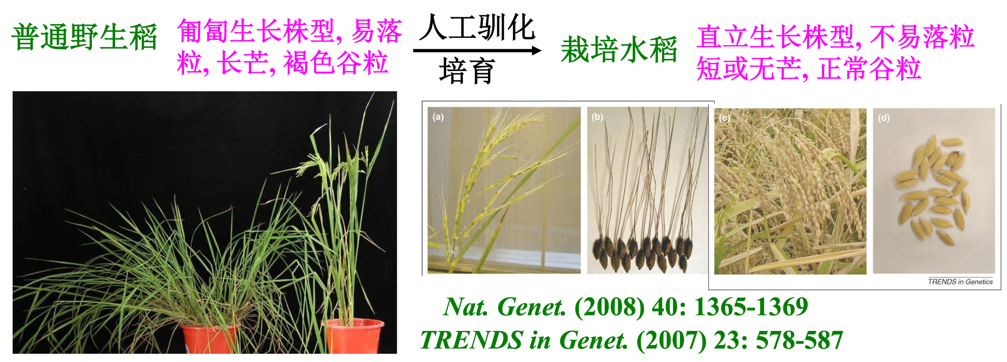 普通野生稻
匍匐生长株型, 易落
粒, 长芒, 褐色谷粒
人工驯化
培育
栽培水稻
直立生长株型, 不易落粒
短或无芒, 正常谷粒
(a)
(b)
(c)
(d)
TRENDS in Genetics
Nat. Genet. (2008) 40: 1365-1369
TRENDS in Genet. (2007) 23: 578-587